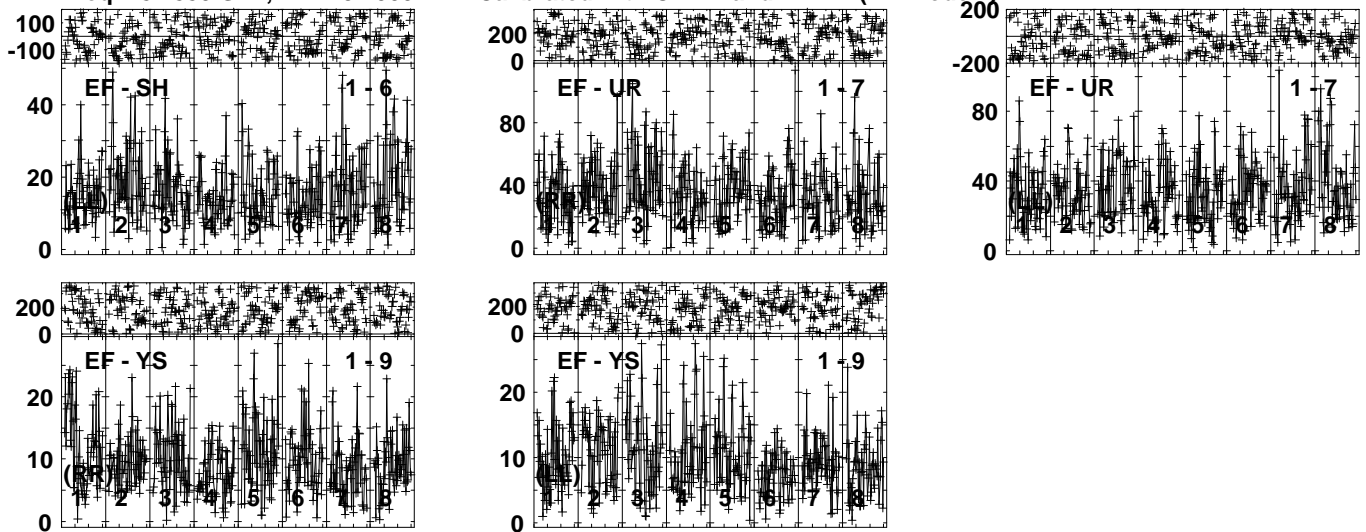 100 200 200
-100 0 -200
EF - SH 1 - 6 EF - UR 1 - 7 EF - UR 1 - 7
40 80 80
20 40 40
(LL) (RR) (LL)
1 2 3 4 5 6 7 8 1 2 3 4 5 6 7 8 1 2 3 4 5 6 7 8
0 0 0
200 200
0 0
EF - YS 1 - 9 EF - YS 1 - 9
20 20
10 10
(RR) (LL)
1 2 3 4 5 6 7 8 1 2 3 4 5 6 7 8
0 0